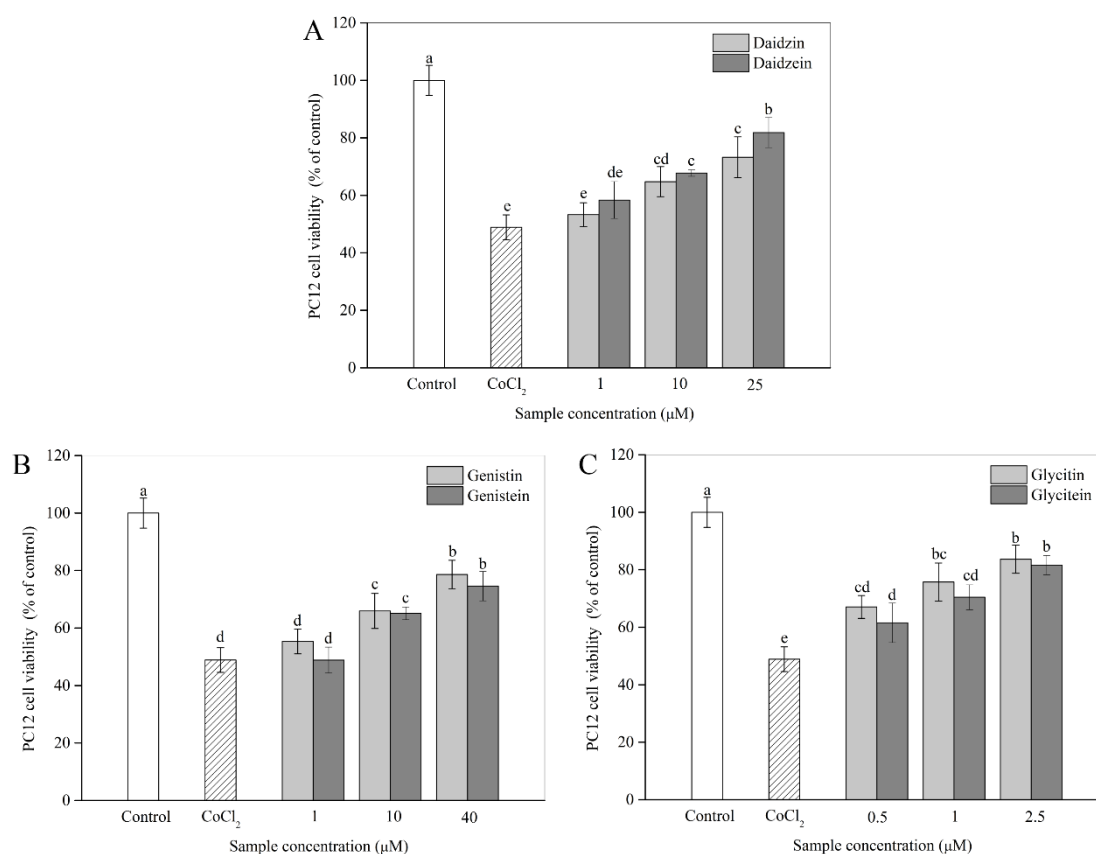 A
Daidzin
Daidzein
PC12 cell viability (% of control)
120
100
80
60
40
20
0
a
e
e
de
cd
c
c
b
Control
CoCl₂
1
10
25
Sample concentration (μM)
B
Genistin
Genistein
PC12 cell viability (% of control)
120
100
80
60
40
20
0
a
d
d
d
c
c
b
b
Control
CoCl₂
1
10
40
Sample concentration (μM)
C
Glycitin
Glycitein
PC12 cell viability (% of control)
120
100
80
60
40
20
0
a
e
cd
d
bc
cd
b
b
Control
CoCl₂
0.5
1
2.5
Sample concentration (μM)